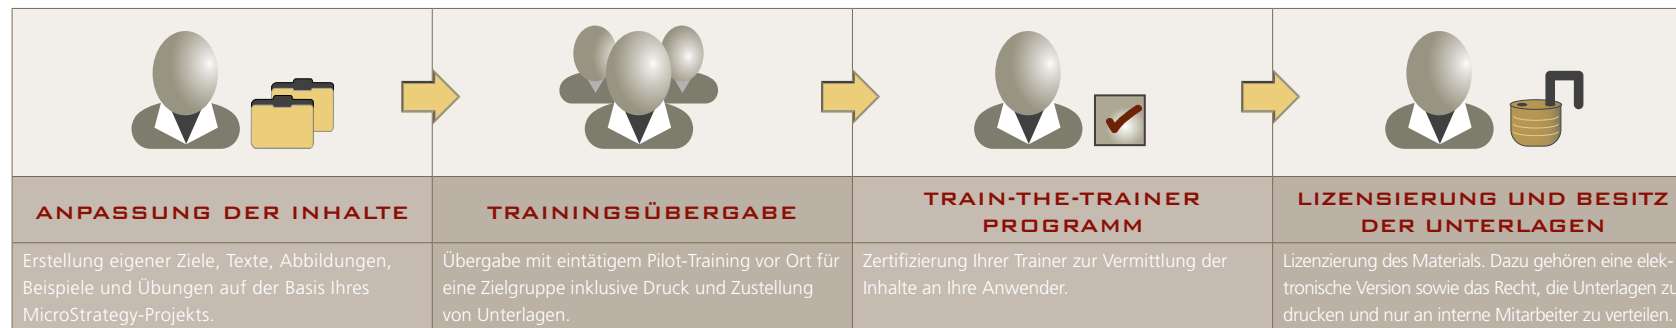 ANPASSUNG DER INHALTE
Erstellung eigener Ziele, Texte, Abbildungen,
Beispiele und Übungen auf der Basis Ihres
MicroStrategy-Projekts.
TRAININGSÜBERGABE
Übergabe mit eintätigem Pilot-Training vor Ort für
eine Zielgruppe inklusive Druck und Zustellung
von Unterlagen.
TRAIN-THE-TRAINER
PROGRAMM
Zertifizierung Ihrer Trainer zur Vermittlung der
Inhalte an Ihre Anwender.
LIZENSIERUNG UND BESITZ
DER UNTERLAGEN
Lizenzierung des Materials. Dazu gehören eine elek-
tronische Version sowie das Recht, die Unterlagen zu
drucken und nur an interne Mitarbeiter zu verteilen.